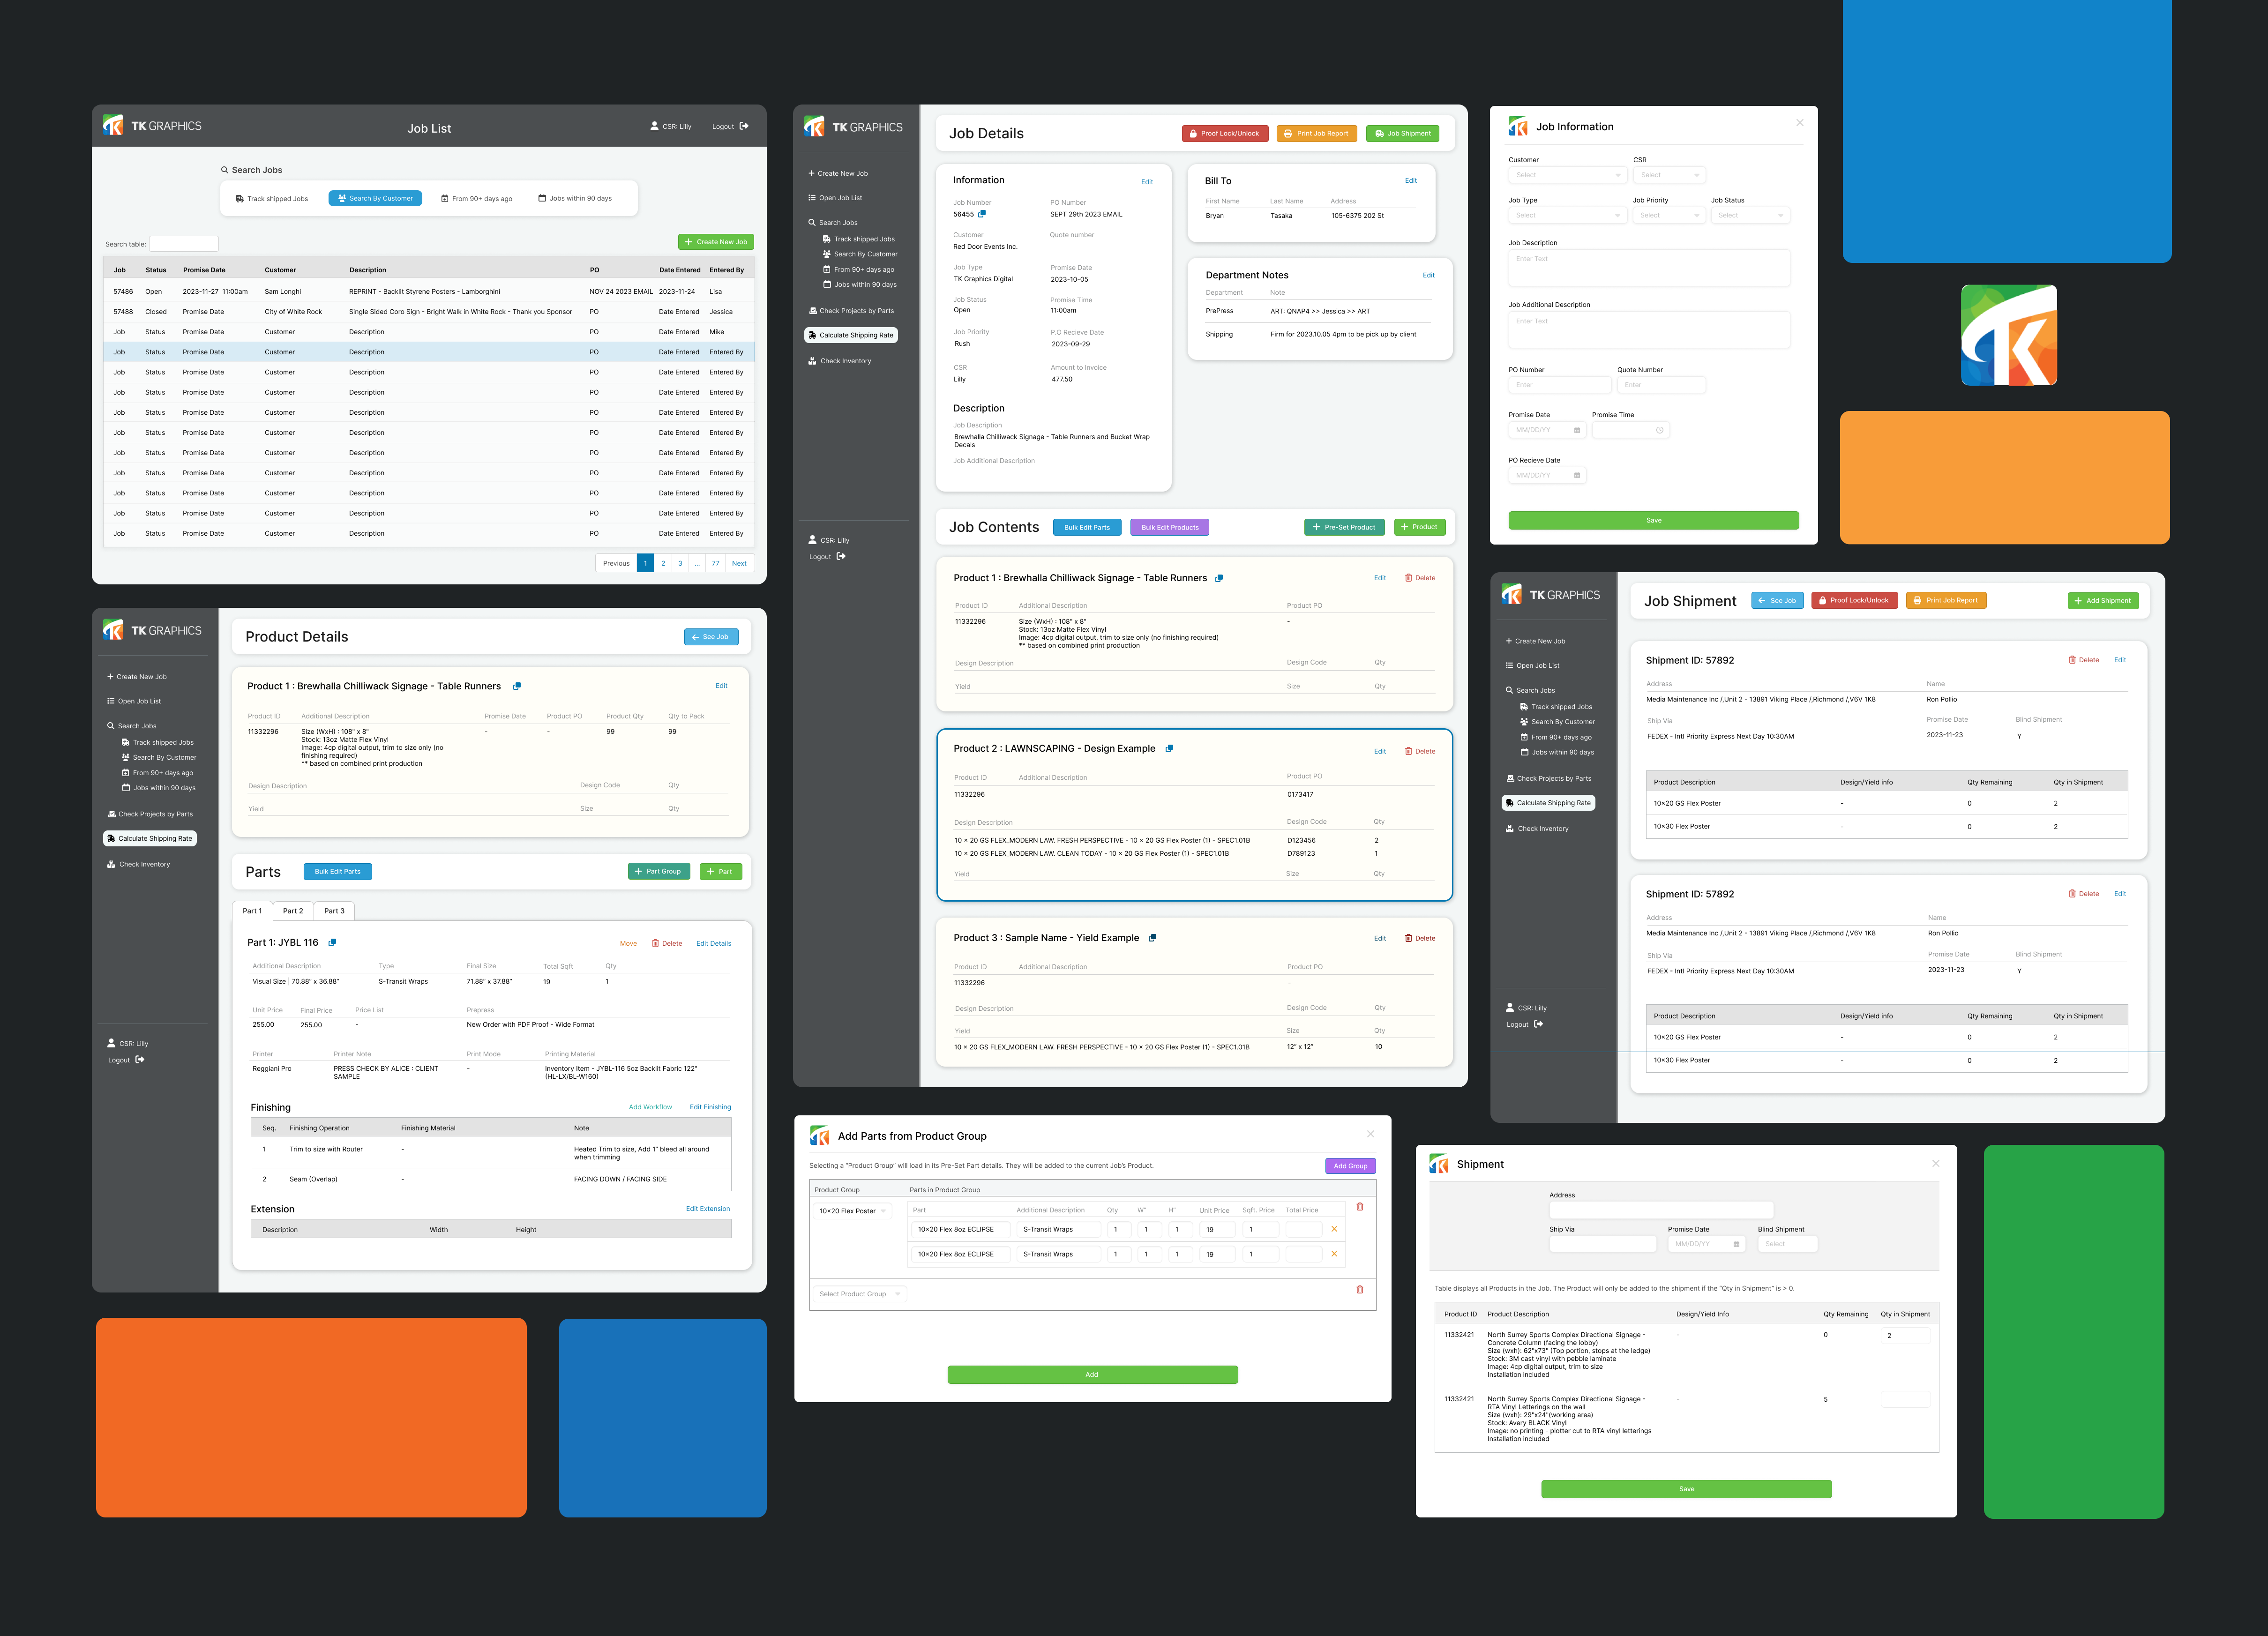 TK GRAPHICS
Job List
CSR: Lilly
Logout
Search Jobs
Track shipped Jobs
Search By Customer
From 90+ days ago
Jobs within 90 days
Search table:
Create New Job
Job Status Promise Date Customer Description PO Date Entered Entered By
57486 Open 2023-11-27 11:00am Sam Longhi REPRINT - Backlit Styrene Posters - Lamborghini NOV 24 2023 EMAIL 2023-11-24 Lisa
57488 Closed Promise Date City of White Rock Single Sided Coro Sign - Bright Walk in White Rock - Thank you Sponsor PO Date Entered Jessica
Job Status Promise Date Customer Description PO Date Entered Mike
Job Status Promise Date Customer Description PO Date Entered Entered By
Job Status Promise Date Customer Description PO Date Entered Entered By
Job Status Promise Date Customer Description PO Date Entered Entered By
Job Status Promise Date Customer Description PO Date Entered Entered By
Job Status Promise Date Customer Description PO Date Entered Entered By
Job Status Promise Date Customer Description PO Date Entered Entered By
Job Status Promise Date Customer Description PO Date Entered Entered By
Job Status Promise Date Customer Description PO Date Entered Entered By
Job Status Promise Date Customer Description PO Date Entered Entered By
Job Status Promise Date Customer Description PO Date Entered Entered By
Previous 1 2 3 ... 77 Next
TK GRAPHICS
Create New Job
Open Job List
Search Jobs
Track shipped Jobs
Search By Customer
From 90+ days ago
Jobs within 90 days
Check Projects by Parts
Calculate Shipping Rate
Check Inventory
CSR: Lilly
Logout
Product Details
See Job
Product 1 : Brewhalla Chilliwack Signage - Table Runners
Edit
Product ID Additional Description Promise Date Product PO Product Qty Qty to Pack
11332296 Size (WxH) : 108" x 8" - - 99 99
Stock: 13oz Matte Flex Vinyl
Image: 4cp digital output, trim to size only (no
finishing required)
** based on combined print production
Design Description Design Code Qty
Yield Size Qty
Parts
Bulk Edit Parts
Part Group
Part
Part 1 Part 2 Part 3
Part 1: JYBL 116
Move Delete Edit Details
Additional Description Type Final Size Total Sqft Qty
Visual Size | 70.88" x 36.88" S-Transit Wraps 71.88" x 37.88" 19 1
Unit Price Final Price Price List Prepress
255.00 255.00 - New Order with PDF Proof - Wide Format
Printer Printer Note Print Mode Printing Material
Reggiani Pro PRESS CHECK BY ALICE : CLIENT - Inventory Item - JYBL-116 5oz Backlit Fabric 122"
SAMPLE (HL-LX/BL-W160)
Finishing Add Workflow Edit Finishing
Seq. Finishing Operation Finishing Material Note
1 Trim to size with Router - Heated Trim to size, Add 1" bleed all around
when trimming
2 Seam (Overlap) - FACING DOWN / FACING SIDE
Extension Edit Extension
Description Width Height
TK GRAPHICS
Create New Job
Open Job List
Search Jobs
Track shipped Jobs
Search By Customer
From 90+ days ago
Jobs within 90 days
Check Projects by Parts
Calculate Shipping Rate
Check Inventory
CSR: Lilly
Logout
Job Details
Proof Lock/Unlock
Print Job Report
Job Shipment
Information Edit
Job Number PO Number
56455 SEPT 29th 2023 EMAIL
Customer Quote number
Red Door Events Inc.
Job Type Promise Date
TK Graphics Digital 2023-10-05
Job Status Promise Time
Open 11:00am
Job Priority P.O Recieve Date
Rush 2023-09-29
CSR Amount to Invoice
Lilly 477.50
Description
Job Description
Brewhalla Chilliwack Signage - Table Runners and Bucket Wrap
Decals
Job Additional Description
Bill To Edit
First Name Last Name Address
Bryan Tasaka 105-6375 202 St
Department Notes Edit
Department Note
PrePress ART: QNAP4 >> Jessica >> ART
Shipping Firm for 2023.10.05 4pm to be pick up by client
Job Contents
Bulk Edit Parts
Bulk Edit Products
Pre-Set Product
Product
Product 1 : Brewhalla Chilliwack Signage - Table Runners
Edit Delete
Product ID Additional Description Product PO
11332296 Size (WxH) : 108" x 8" -
Stock: 13oz Matte Flex Vinyl
Image: 4cp digital output, trim to size only (no finishing required)
** based on combined print production
Design Description Design Code Qty
Yield Size Qty
Product 2 : LAWNSCAPING - Design Example
Edit Delete
Product ID Additional Description Product PO
11332296 0173417
Design Description Design Code Qty
10 x 20 GS FLEX_MODERN LAW. FRESH PERSPECTIVE - 10 x 20 GS Flex Poster (1) - SPEC1.01B D123456 2
10 x 20 GS FLEX_MODERN LAW. CLEAN TODAY - 10 x 20 GS Flex Poster (1) - SPEC1.01B D789123 1
Yield Size Qty
Product 3 : Sample Name - Yield Example
Edit Delete
Product ID Additional Description Product PO
11332296 -
Design Description Design Code Qty
Yield Size Qty
10 x 20 GS FLEX_MODERN LAW. FRESH PERSPECTIVE - 10 x 20 GS Flex Poster (1) - SPEC1.01B 12" x 12" 10
Add Parts from Product Group
Selecting a "Product Group" will load in its Pre-Set Part details. They will be added to the current Job's Product.
Add Group
Product Group Parts in Product Group
10x20 Flex Poster
Part Additional Description Qty W" H" Unit Price Sqft. Price Total Price
10x20 Flex 8oz ECLIPSE S-Transit Wraps 1 1 1 19 1
10x20 Flex 8oz ECLIPSE S-Transit Wraps 1 1 1 19 1
Select Product Group
Add
Job Information
Customer CSR
Select Select
Job Type Job Priority Job Status
Select Select Select
Job Description
Enter Text
Job Additional Description
Enter Text
PO Number Quote Number
Enter Enter
Promise Date Promise Time
MM/DD/YY
PO Recieve Date
MM/DD/YY
Save
TK
TK GRAPHICS
Create New Job
Open Job List
Search Jobs
Track shipped Jobs
Search By Customer
From 90+ days ago
Jobs within 90 days
Check Projects by Parts
Calculate Shipping Rate
Check Inventory
CSR: Lilly
Logout
Job Shipment
See Job
Proof Lock/Unlock
Print Job Report
Add Shipment
Shipment ID: 57892
Delete Edit
Address Name
Media Maintenance Inc /,Unit 2 - 13891 Viking Place /,Richmond /,V6V 1K8 Ron Pollio
Ship Via Promise Date Blind Shipment
FEDEX - Intl Priority Express Next Day 10:30AM 2023-11-23 Y
Product Description Design/Yield info Qty Remaining Qty in Shipment
10x20 GS Flex Poster - 0 2
10x30 Flex Poster - 0 2
Shipment ID: 57892
Delete Edit
Address Name
Media Maintenance Inc /,Unit 2 - 13891 Viking Place /,Richmond /,V6V 1K8 Ron Pollio
Ship Via Promise Date Blind Shipment
FEDEX - Intl Priority Express Next Day 10:30AM 2023-11-23 Y
Product Description Design/Yield info Qty Remaining Qty in Shipment
10x20 GS Flex Poster - 0 2
10x30 Flex Poster - 0 2
Shipment
Address
Ship Via Promise Date Blind Shipment
MM/DD/YY Select
Table displays all Products in the Job. The Product will only be added to the shipment if the "Qty in Shipment" is > 0.
Product ID Product Description Design/Yield Info Qty Remaining Qty in Shipment
11332421 North Surrey Sports Complex Directional Signage - - 0 2
Concrete Column (facing the lobby)
Size (wxh): 62"x73" (Top portion, stops at the ledge)
Stock: 3M cast vinyl with pebble laminate
Image: 4cp digital output, trim to size
Installation included
11332421 North Surrey Sports Complex Directional Signage - - 5
RTA Vinyl Letterings on the wall
Size (wxh): 29"x24"(working area)
Stock: Avery BLACK Vinyl
Image: no printing - plotter cut to RTA vinyl letterings
Installation included
Save